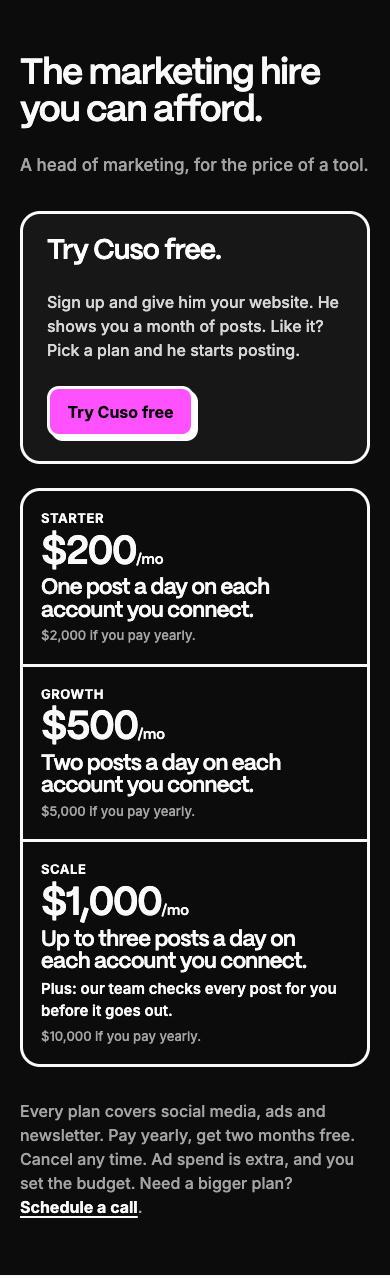 The marketing hire
you can afford.
A head of marketing, for the price of a tool.
Try Cuso free.
Sign up and give him your website. He
shows you a month of posts. Like it?
Pick a plan and he starts posting.
Try Cuso free
STARTER
$200/mo
One post a day on each
account you connect.
$2,000 if you pay yearly.
GROWTH
$500/mo
Two posts a day on each
account you connect.
$5,000 if you pay yearly.
SCALE
$1,000/mo
Up to three posts a day on
each account you connect.
Plus: our team checks every post for you
before it goes out.
$10,000 if you pay yearly.
Every plan covers social media, ads and
newsletter. Pay yearly, get two months free.
Cancel any time. Ad spend is extra, and you
set the budget. Need a bigger plan?
Schedule a call.